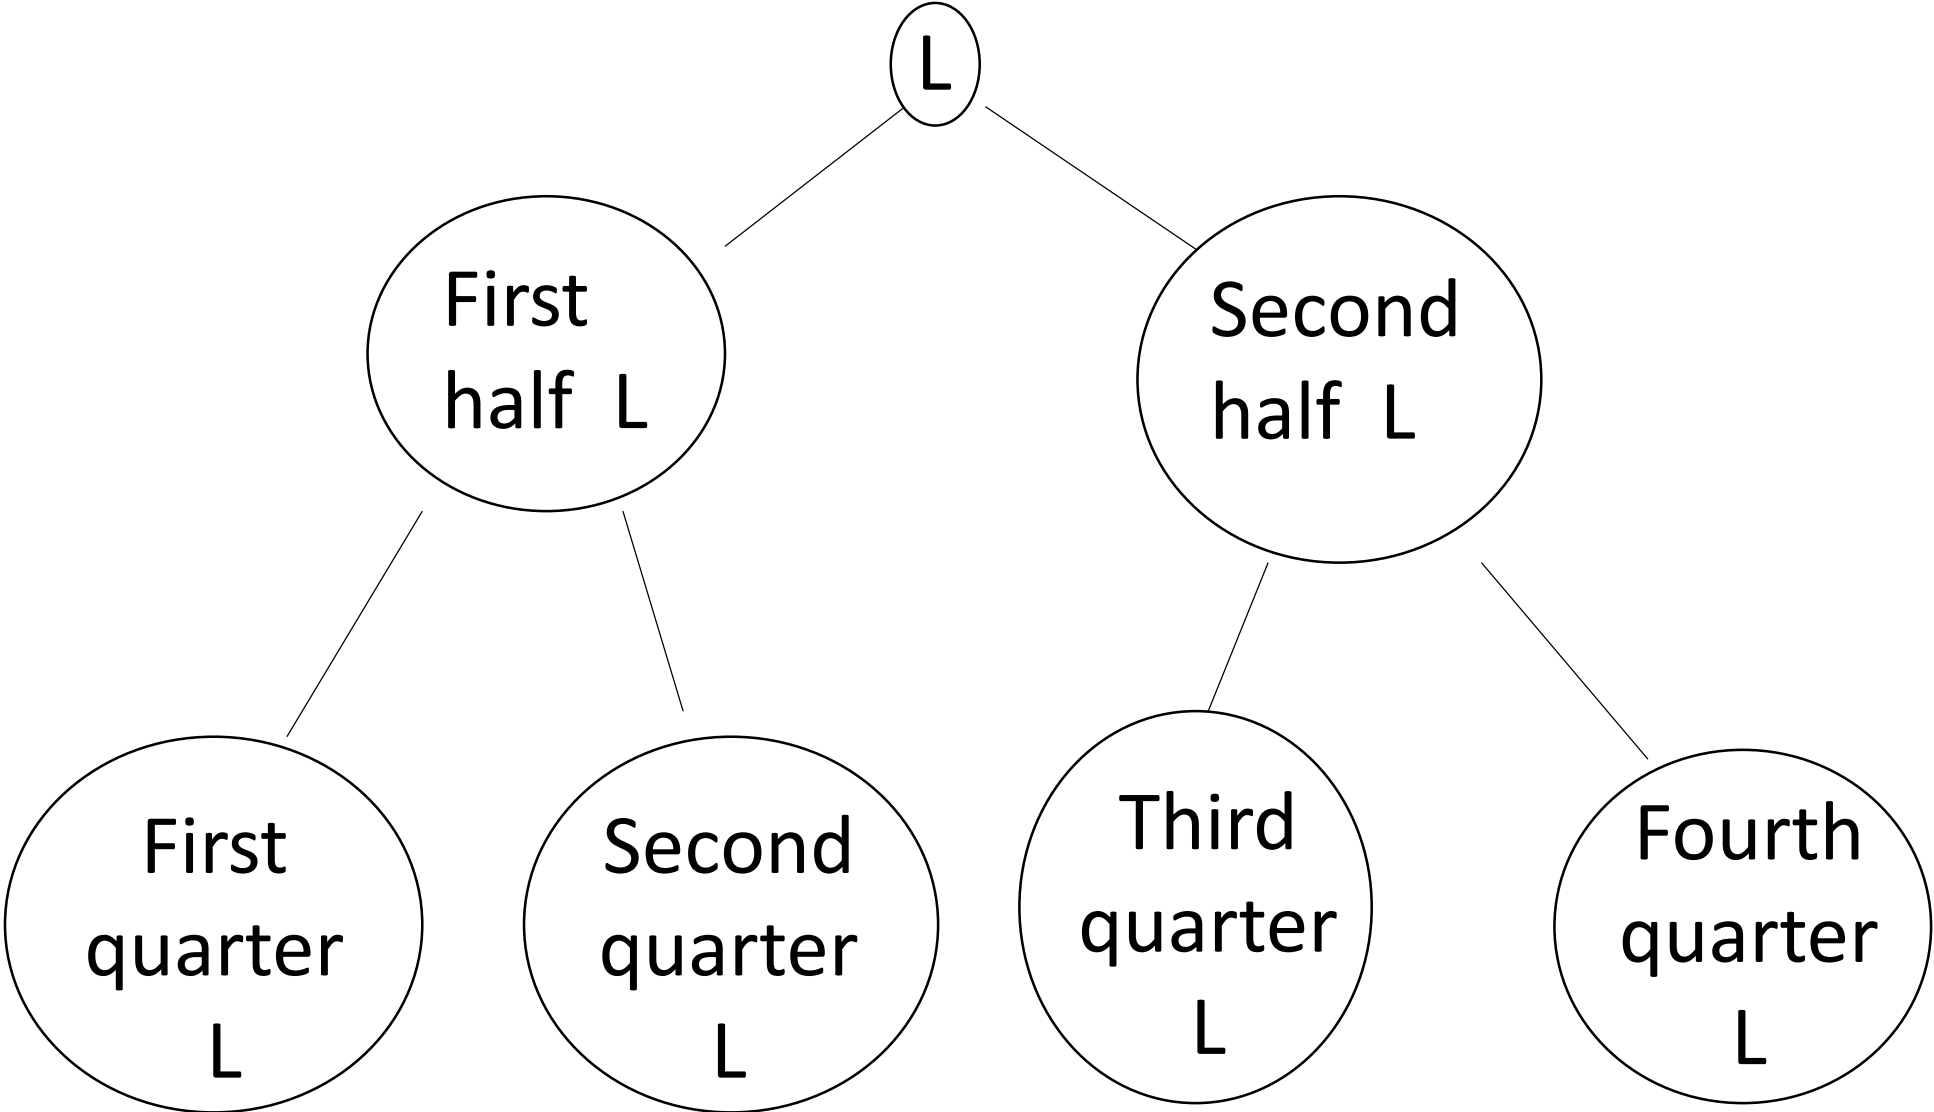 L
First
half L
Second
half L
First
quarter
L
Second
quarter
L
Third
quarter
L
Fourth
quarter
L